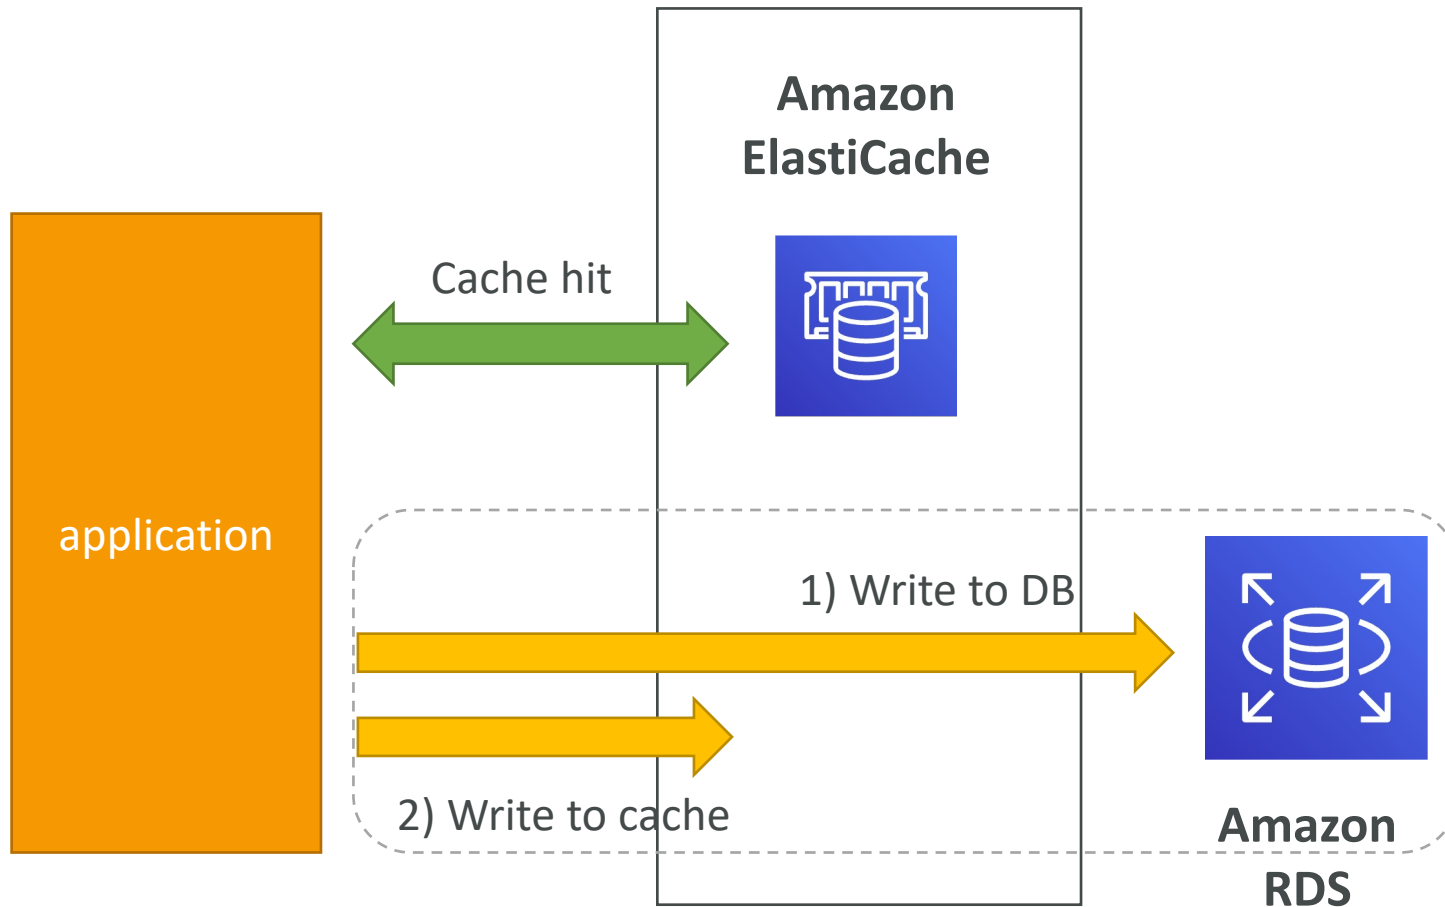 Amazon
ElastiCache
Cache hit
application
1) Write to DB
2) Write to cache
Amazon
RDS